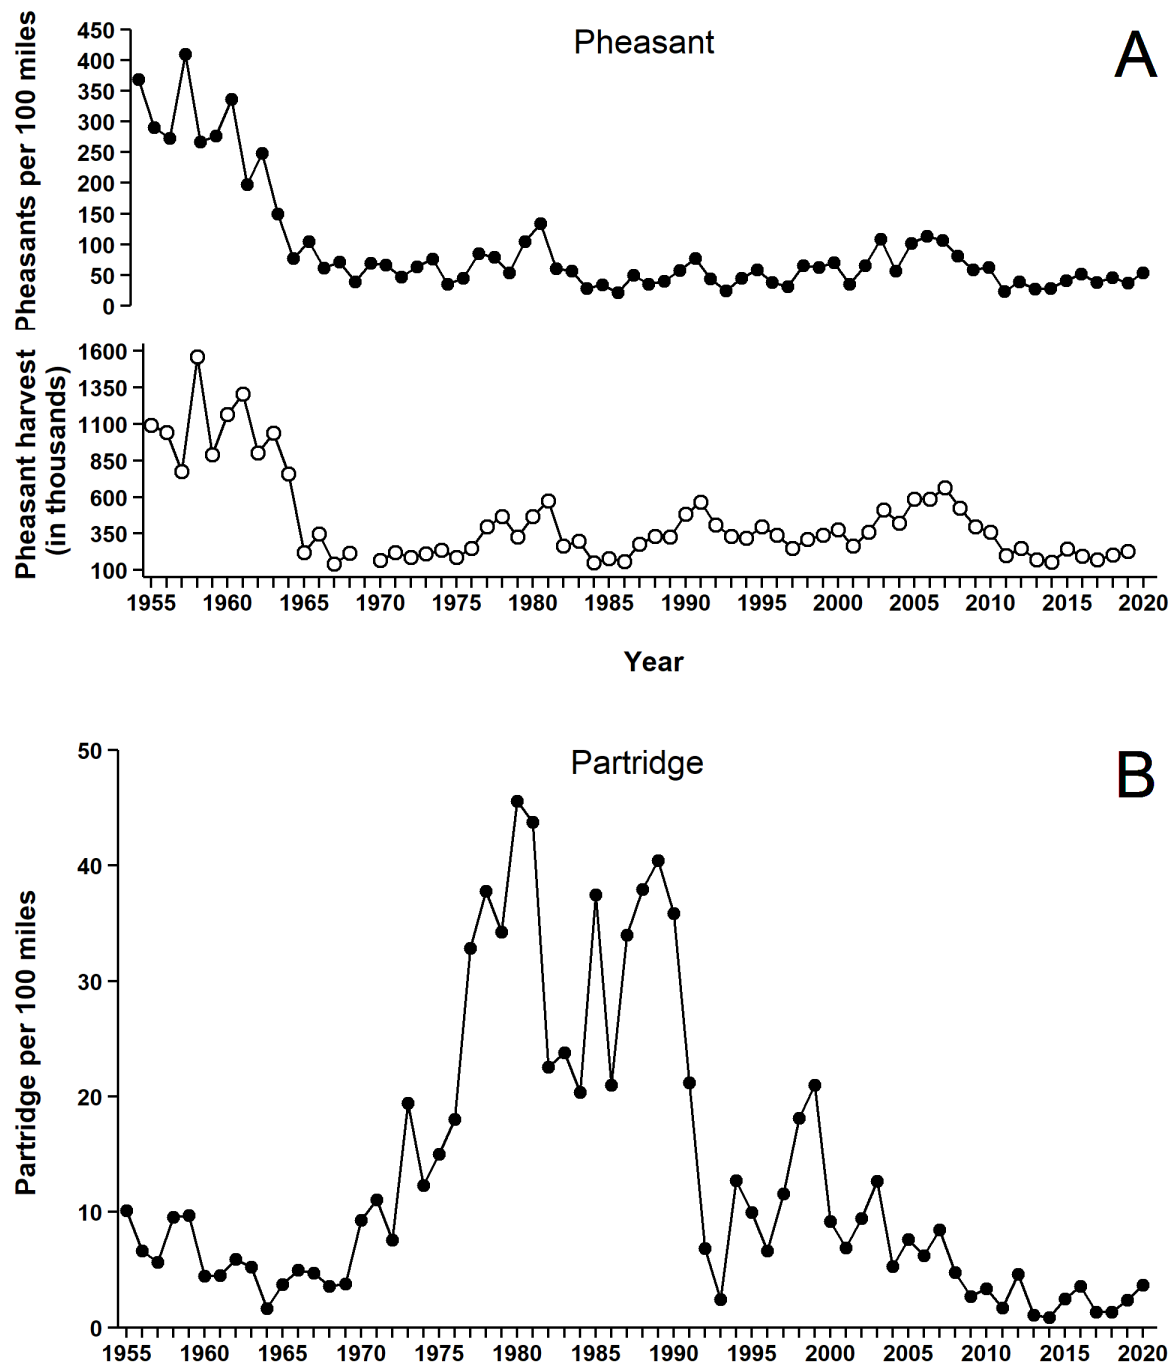 Pheasant
A
Pheasants per 100 miles
450
400
350
300
250
200
150
100
50
0
Pheasant harvest
(in thousands)
1600
1350
1100
850
600
350
100
1955 1960 1965 1970 1975 1980 1985 1990 1995 2000 2005 2010 2015 2020
Year
Partridge
B
Partridge per 100 miles
50
40
30
20
10
0
1955 1960 1965 1970 1975 1980 1985 1990 1995 2000 2005 2010 2015 2020